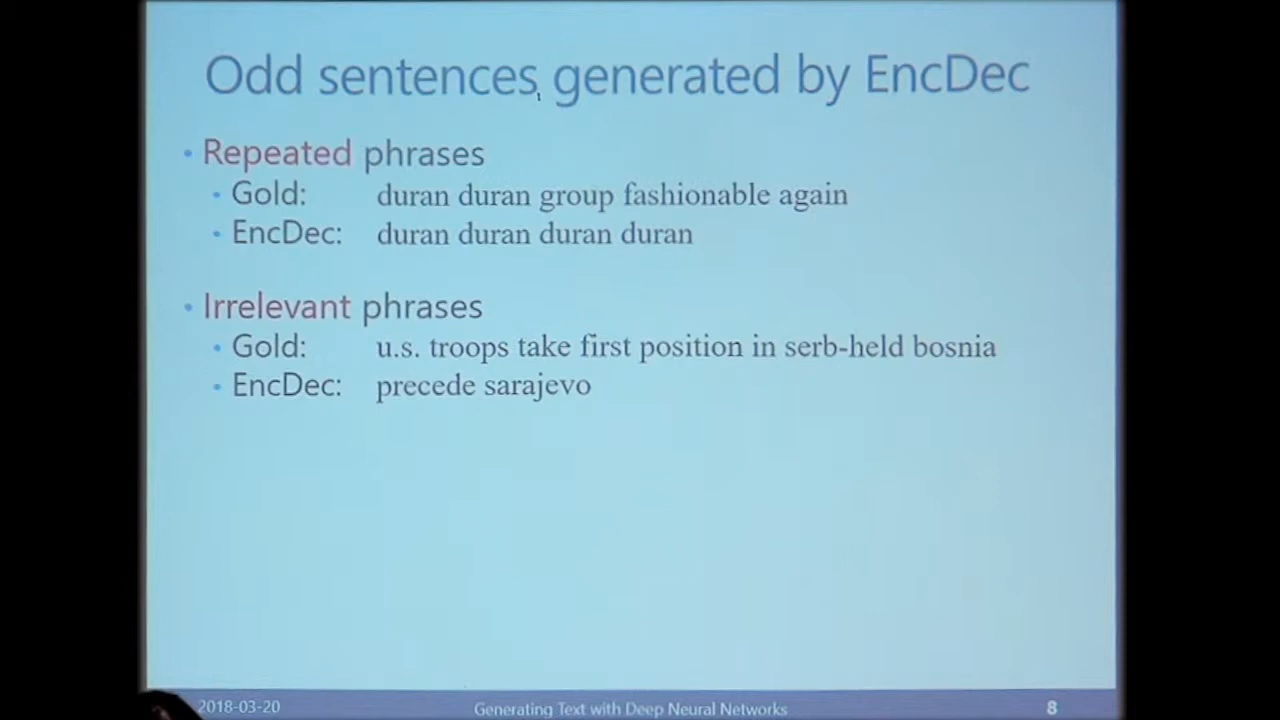 Odd sentences generated by EncDec
• Repeated phrases
• Gold: duran duran group fashionable again
• EncDec: duran duran duran duran
• Irrelevant phrases
• Gold: u.s. troops take first position in serb-held bosnia
• EncDec: precede sarajevo
2018-03-20 Generating Text with Deep Neural Networks 8